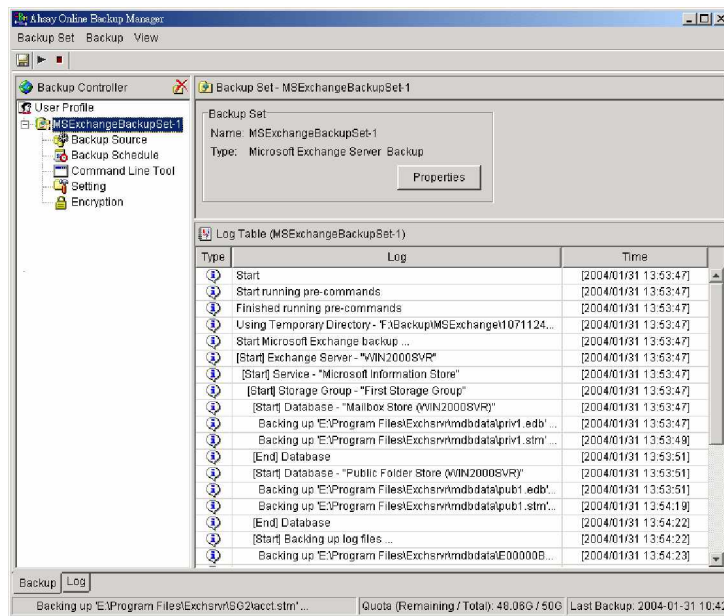 Ahsay Online Backup Manager
Backup Set Backup View
Backup Controller
User Profile
MSExchangeBackupSet-1
Backup Source
Backup Schedule
Command Line Tool
Setting
Encryption
Backup Set - MSExchangeBackupSet-1
Backup Set
Name: MSExchangeBackupSet-1
Type: Microsoft Exchange Server Backup
Properties
Log Table (MSExchangeBackupSet-1)
Type Log Time
Start [2004/01/31 13:53:47]
Start running pre-commands [2004/01/31 13:53:47]
Finished running pre-commands [2004/01/31 13:53:47]
Using Temporary Directory - 'F:\Backup\MSExchange\1071124... [2004/01/31 13:53:47]
Start Microsoft Exchange backup ... [2004/01/31 13:53:47]
[Start] Exchange Server - "WIN2000SVR" [2004/01/31 13:53:47]
[Start] Service - "Microsoft Information Store" [2004/01/31 13:53:47]
[Start] Storage Group - "First Storage Group" [2004/01/31 13:53:47]
[Start] Database - "Mailbox Store (WIN2000SVR)" [2004/01/31 13:53:47]
Backing up 'E:\Program Files\Exchsrvr\mdbdata\priv1.edb'... [2004/01/31 13:53:47]
Backing up 'E:\Program Files\Exchsrvr\mdbdata\priv1.stm'... [2004/01/31 13:53:49]
[End] Database [2004/01/31 13:53:51]
[Start] Database - "Public Folder Store (WIN2000SVR)" [2004/01/31 13:53:51]
Backing up 'E:\Program Files\Exchsrvr\mdbdata\pub1.edb'... [2004/01/31 13:53:51]
Backing up 'E:\Program Files\Exchsrvr\mdbdata\pub1.stm'... [2004/01/31 13:54:19]
[End] Database [2004/01/31 13:54:22]
[Start] Backing up log files ... [2004/01/31 13:54:22]
Backing up 'E:\Program Files\Exchsrvr\mdbdata\E00000B... [2004/01/31 13:54:23]
Backup Log
Backing up 'E:\Program Files\Exchsrvr\SG2\acct.stm'... Quota (Remaining / Total): 48.06G / 50G Last Backup: 2004-01-31 10:4